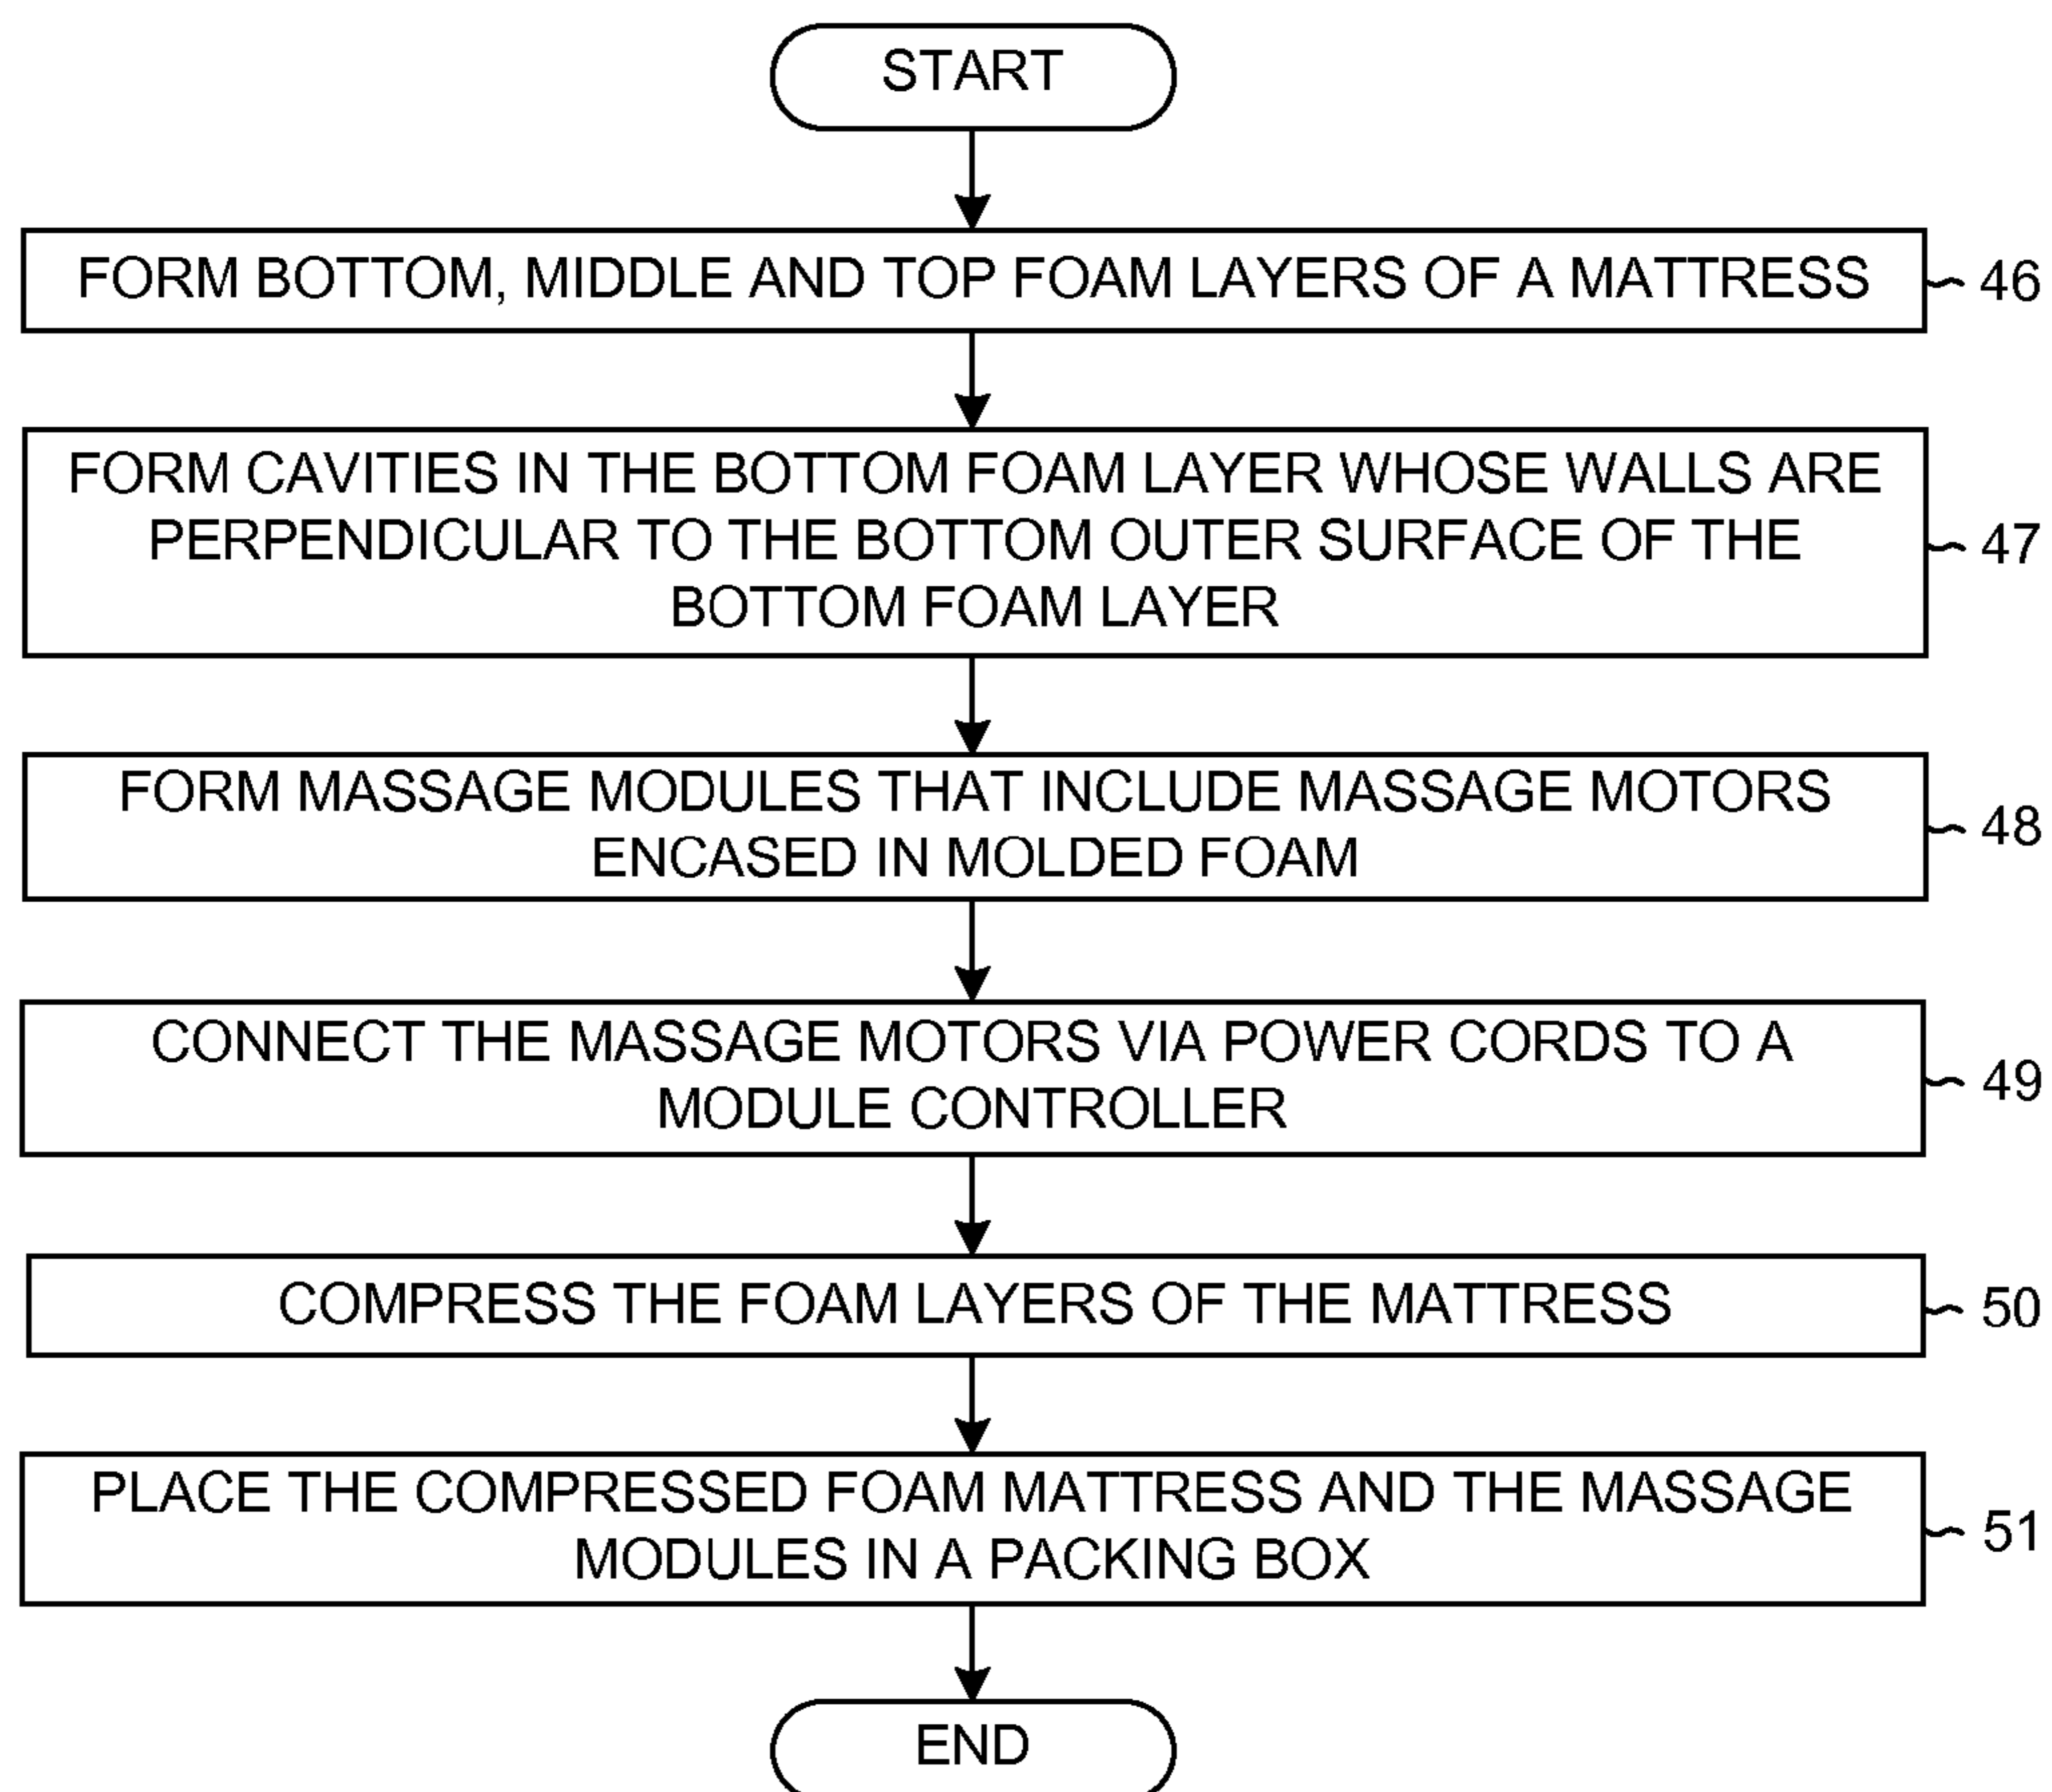 START
FORM BOTTOM, MIDDLE AND TOP FOAM LAYERS OF A MATTRESS
46
FORM CAVITIES IN THE BOTTOM FOAM LAYER WHOSE WALLS ARE
PERPENDICULAR TO THE BOTTOM OUTER SURFACE OF THE
BOTTOM FOAM LAYER
47
FORM MASSAGE MODULES THAT INCLUDE MASSAGE MOTORS
ENCASED IN MOLDED FOAM
48
CONNECT THE MASSAGE MOTORS VIA POWER CORDS TO A
MODULE CONTROLLER
49
COMPRESS THE FOAM LAYERS OF THE MATTRESS
50
PLACE THE COMPRESSED FOAM MATTRESS AND THE MASSAGE
MODULES IN A PACKING BOX
51
END